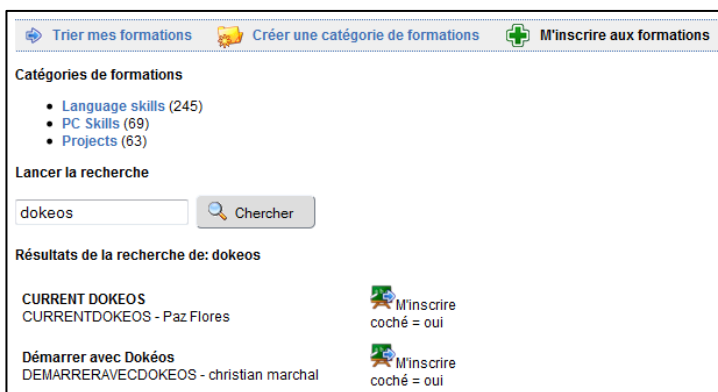 Trier mes formations Créer une catégorie de formations M'inscrire aux formations
Catégories de formations
Language skills (245)
PC Skills (69)
Projects (63)
Lancer la recherche
dokeos Chercher
Résultats de la recherche de: dokeos
CURRENT DOKEOS M'inscrire
CURRENTDOKEOS - Paz Flores coché = oui
Démarrer avec Dokéos M'inscrire
DEMARRERAVECDOKEOS - christian marchal coché = oui